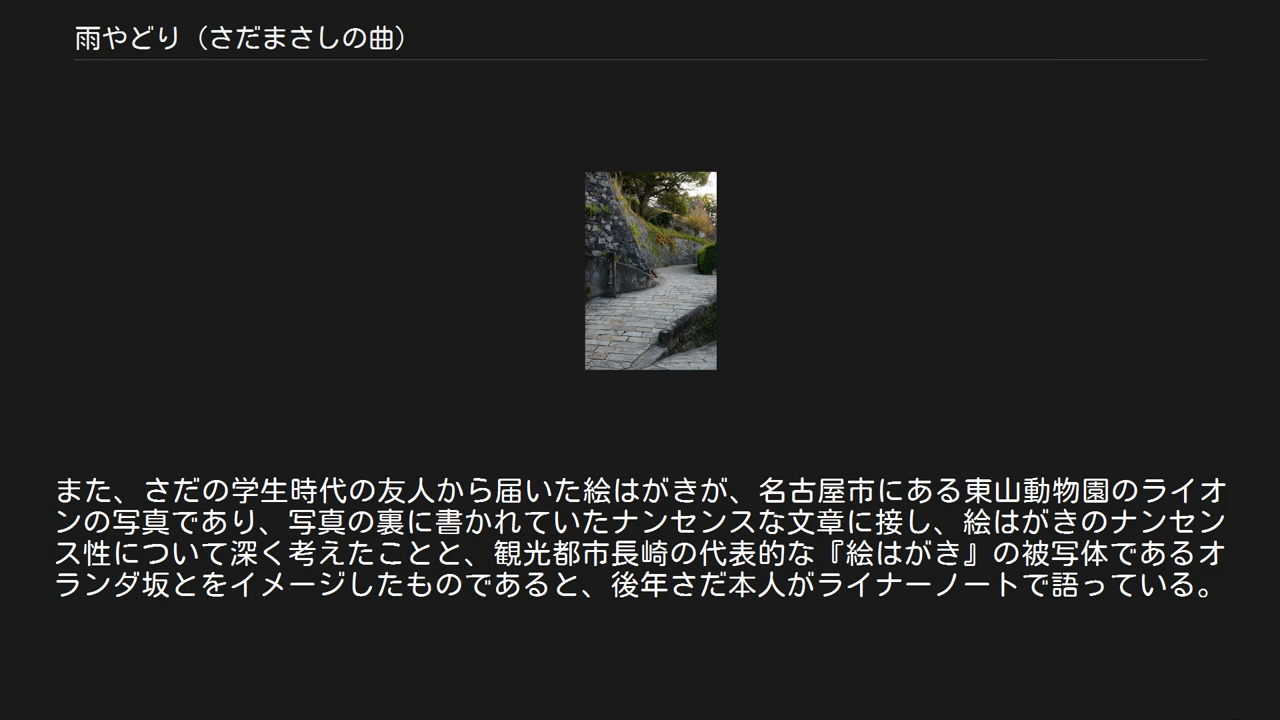 雨やどり（さだまさしの曲）
また、さだの学生時代の友人から届いた絵はがきが、名古屋市にある東山動物園のライオ
ンの写真であり、写真の裏に書かれていたナンセンスな文章に接し、絵はがきのナンセン
ス性について深く考えたことと、観光都市長崎の代表的な『絵はがき』の被写体であるオ
ランダ坂とをイメージしたものであると、後年さだ本人がライナーノートで語っている。